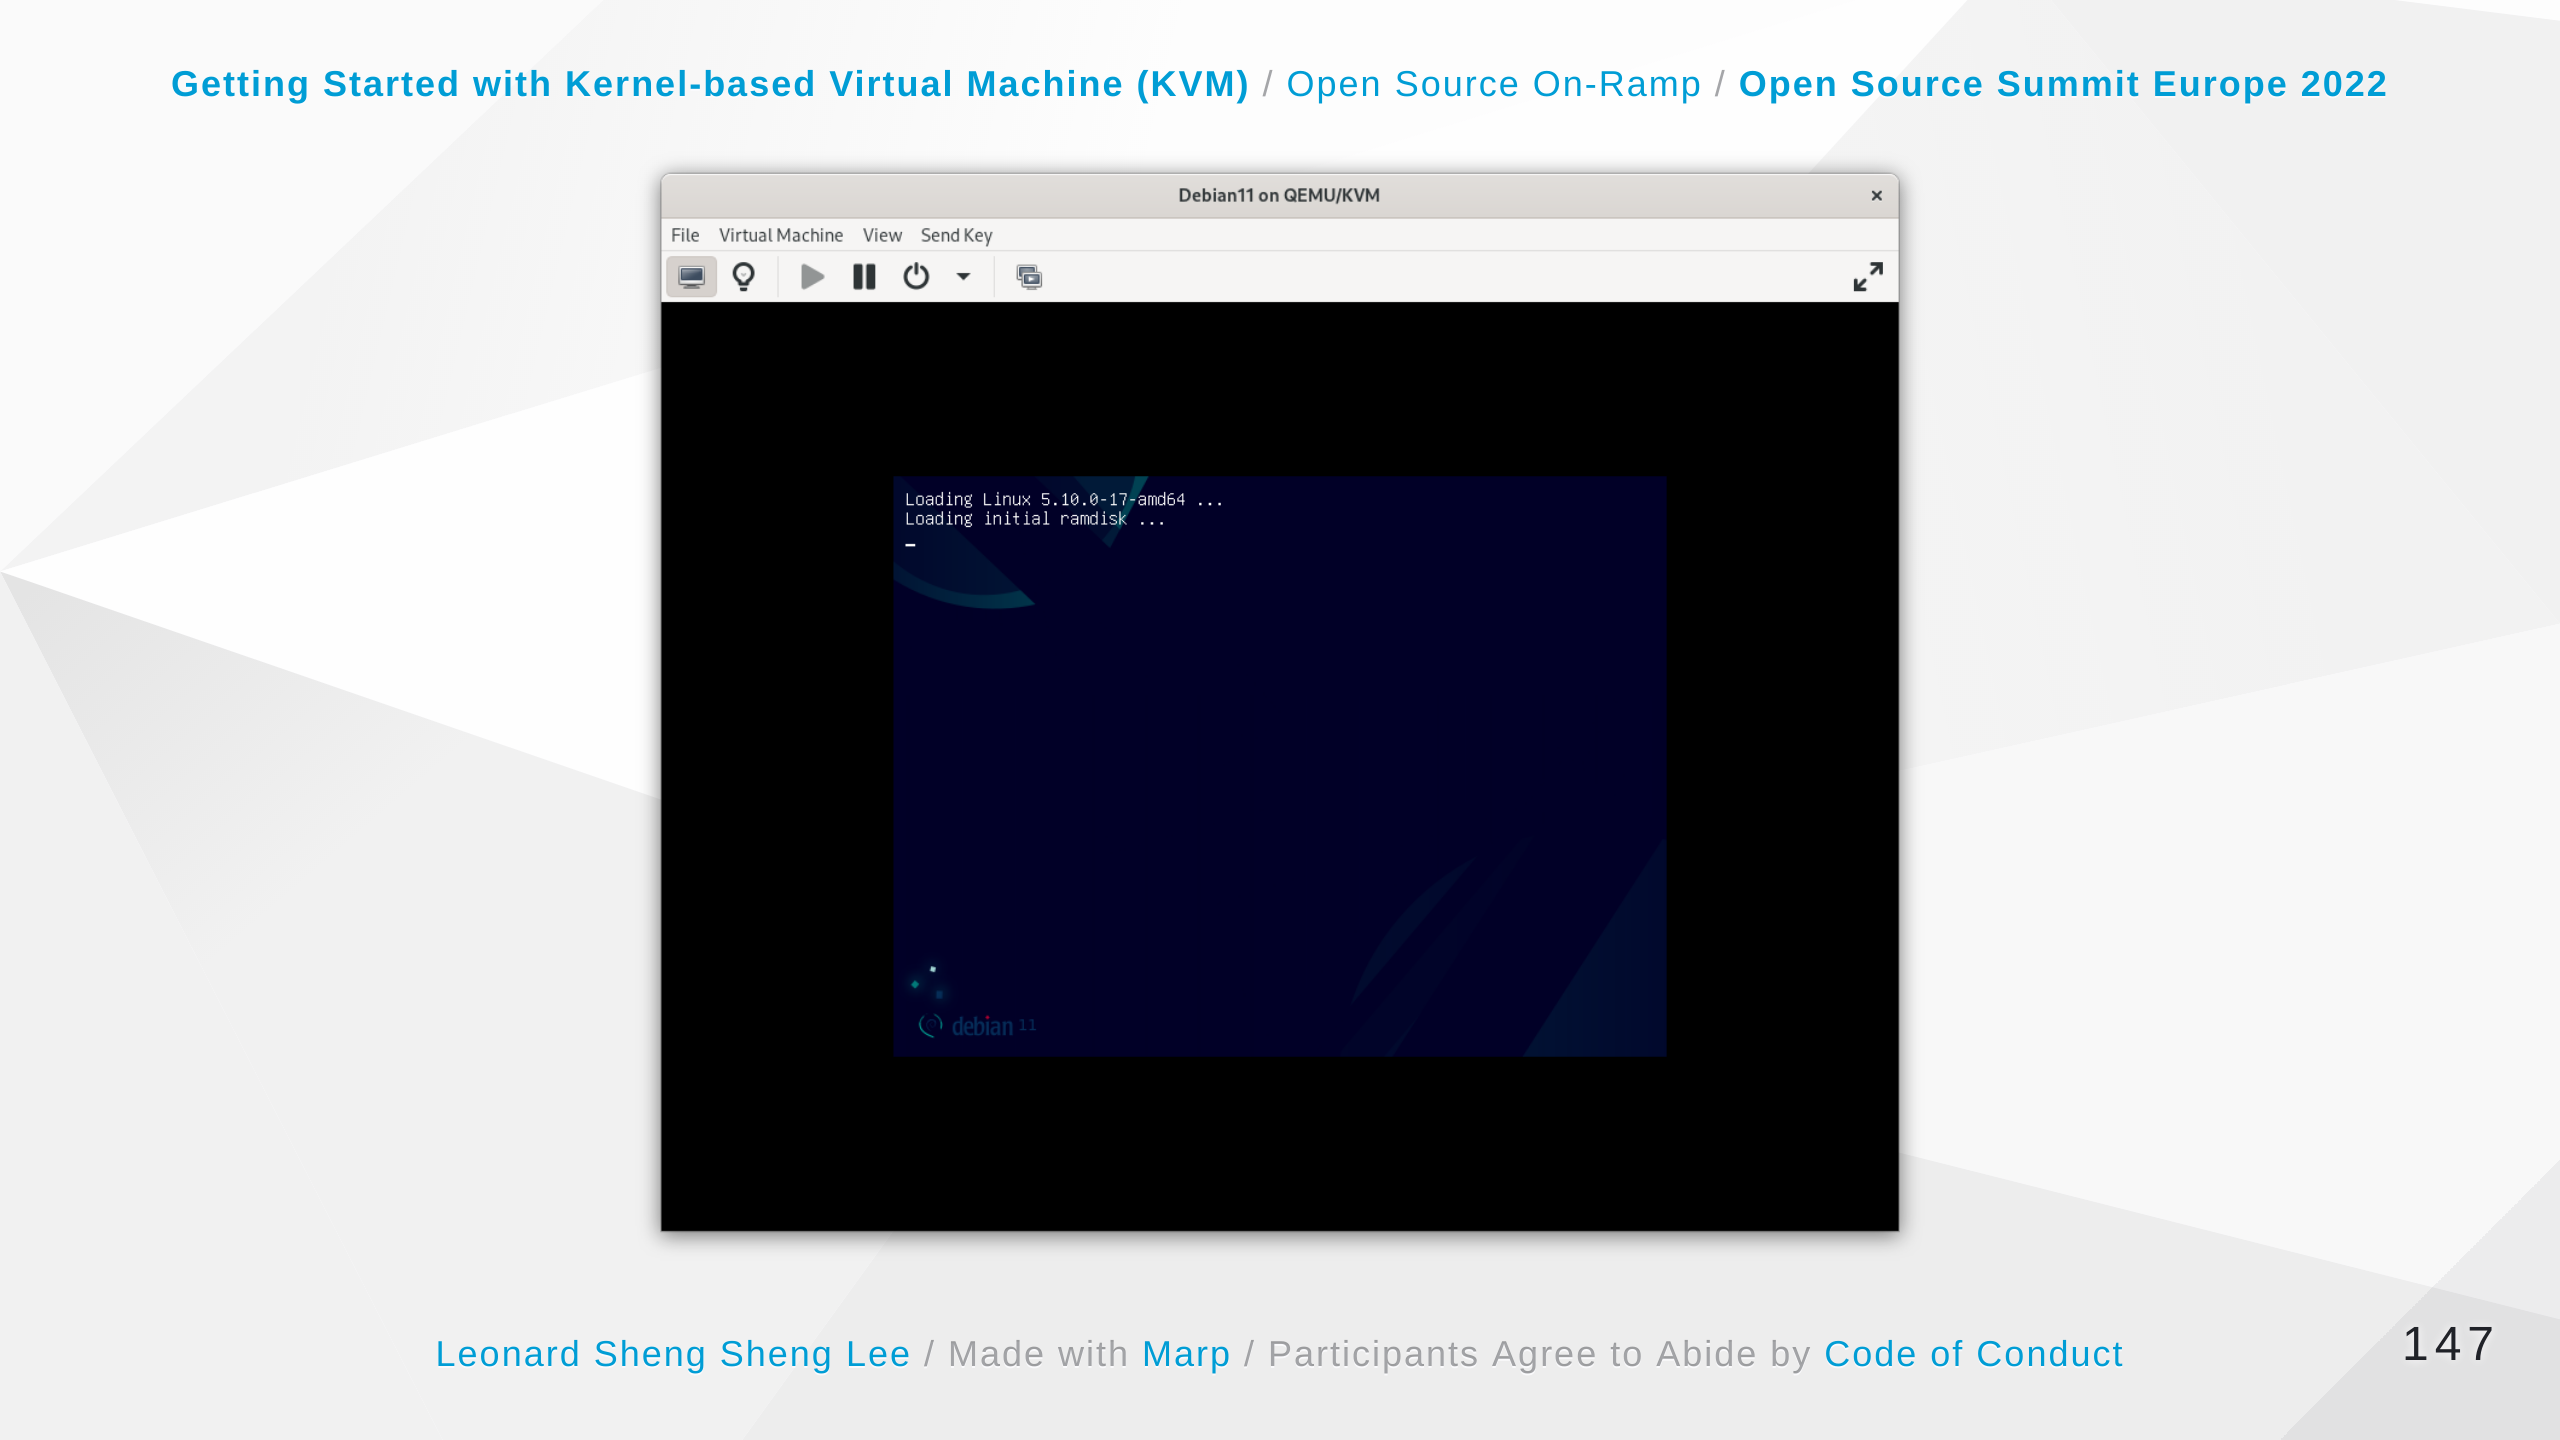 Getting Started with Kernel-based Virtual Machine (KVM) / Open Source On-Ramp / Open Source Summit Europe 2022
Debian11 on QEMU/KVM
File Virtual Machine View Send Key
Loading Linux 5.10.0-17-amd64 ...
Loading initial ramdisk ...
debian 11
Leonard Sheng Sheng Lee / Made with Marp / Participants Agree to Abide by Code of Conduct
147